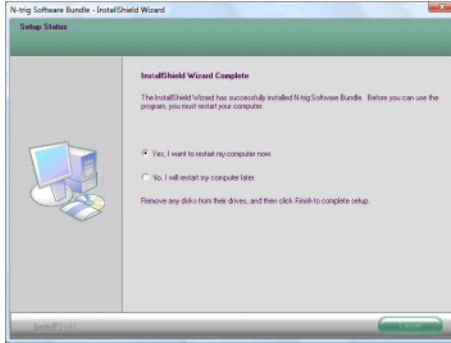 N-trig Software Bundle - InstallShield Wizard
Setup Status
InstallShield Wizard Complete
The InstallShield Wizard has successfully installed N-trig Software Bundle. Before you can use the
program, you must restart your computer.
Yes, I want to restart my computer now.
No, I will restart my computer later.
Remove any disks from their drives, and then click Finish to complete setup.
InstallShield
Cancel